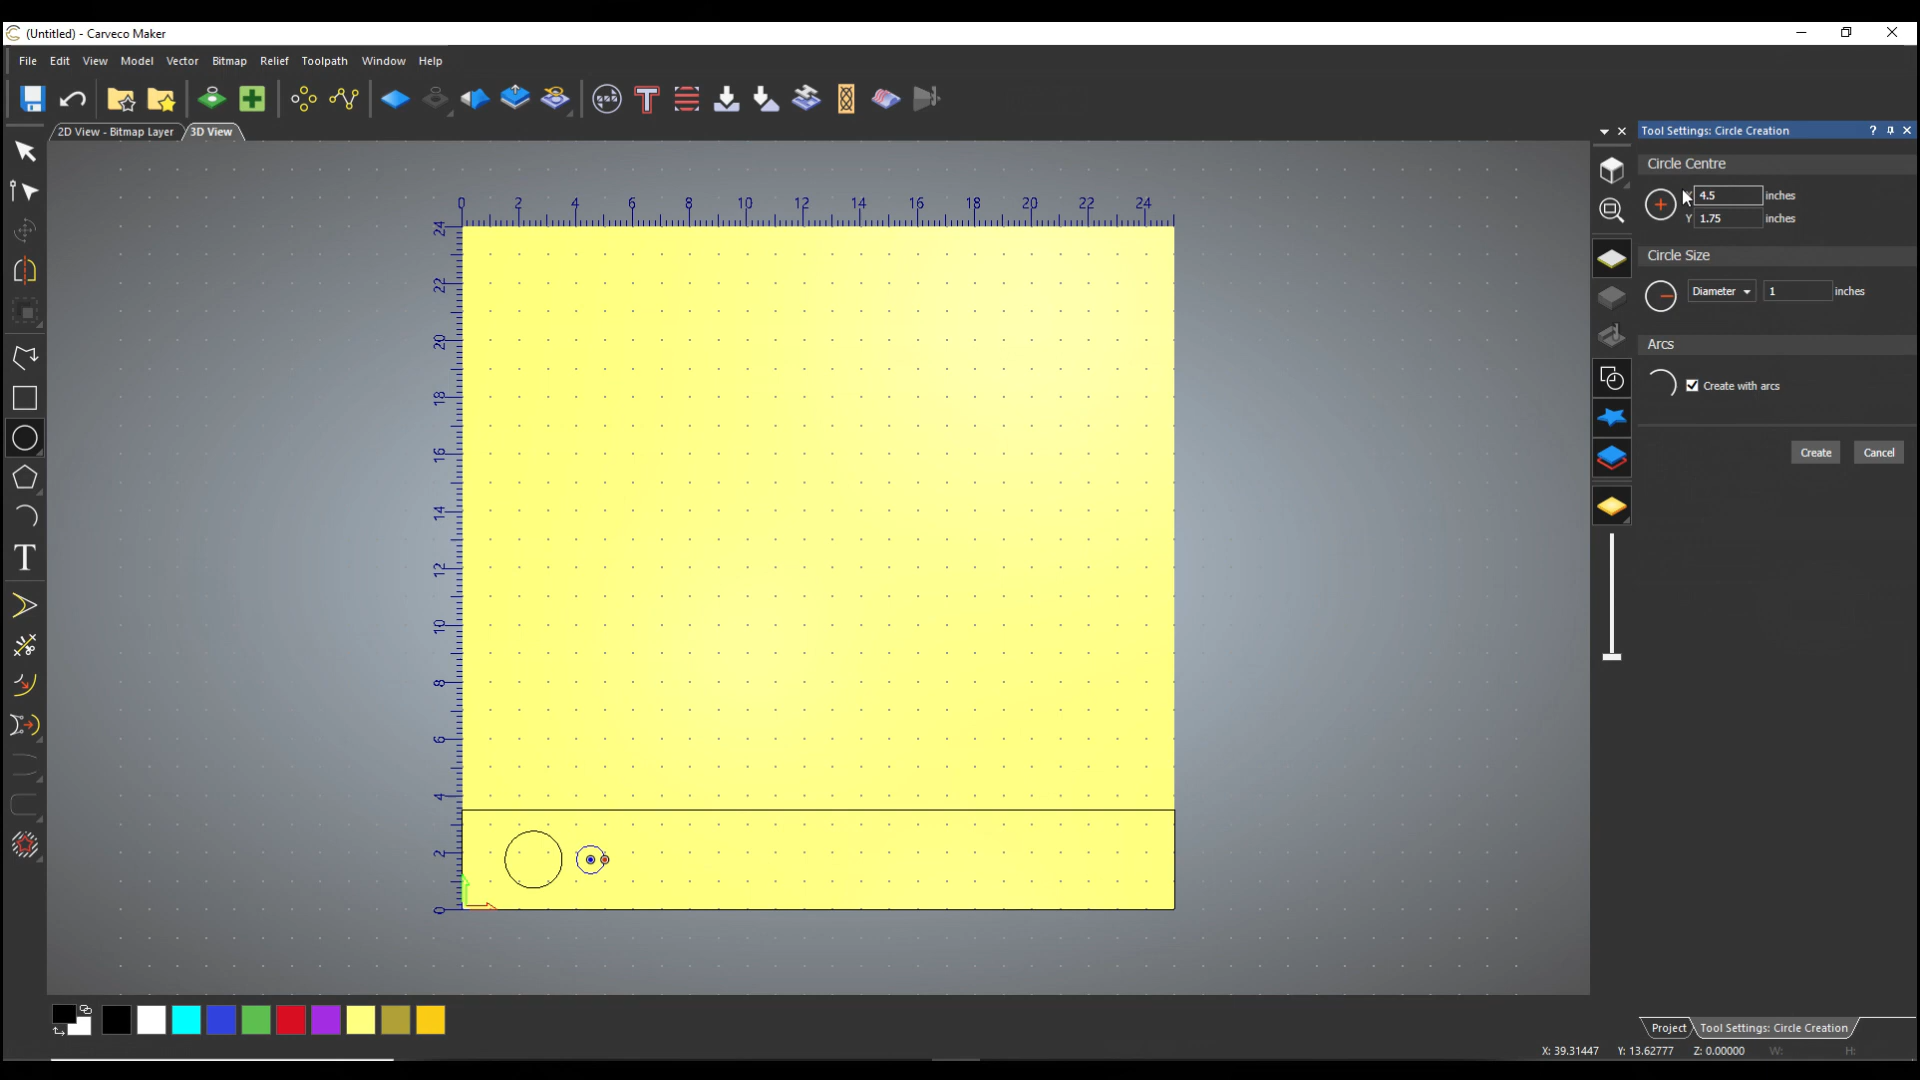 (Untitled) - Carveco Maker
File Edit View Model Vector Bitmap Relief Toolpath Window Help
2D View - Bitmap Layer 3D View
Tool Settings: Circle Creation ?
Circle Centre
4.5 inches
Y 1.75 inches
Circle Size
Diameter 1 inches
Arcs
Create with arcs
Create Cancel
0 2 4 6 8 10 12 14 16 18 20 22 24
24
22
20
18
16
14
12
10
8
6
4
2
0
T
T
Project Tool Settings: Circle Creation
X: 39.31447 Y: 13.62777 Z: 0.00000 W: H: